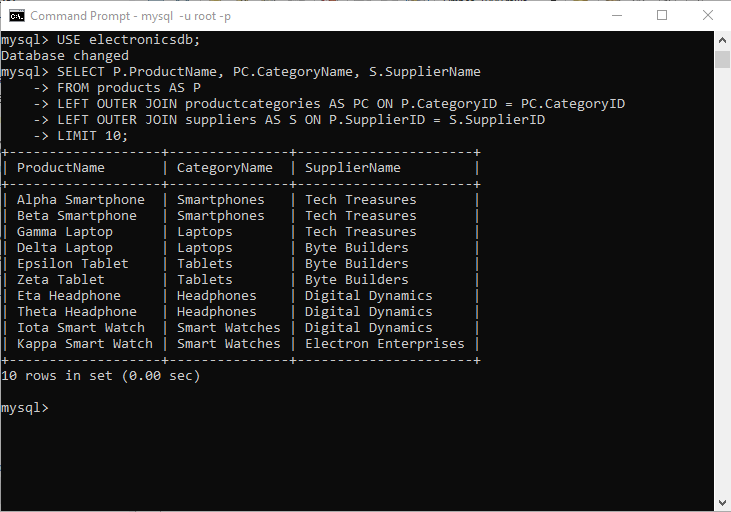 Command Prompt - mysql  -u root -p
mysql> USE electronicsdb;
Database changed
mysql> SELECT P.ProductName, PC.CategoryName, S.SupplierName
    -> FROM products AS P
    -> LEFT OUTER JOIN productcategories AS PC ON P.CategoryID = PC.CategoryID
    -> LEFT OUTER JOIN suppliers AS S ON P.SupplierID = S.SupplierID
    -> LIMIT 10;
+-------------------+---------------+----------------------+
| ProductName       | CategoryName  | SupplierName         |
+-------------------+---------------+----------------------+
| Alpha Smartphone  | Smartphones   | Tech Treasures       |
| Beta Smartphone   | Smartphones   | Tech Treasures       |
| Gamma Laptop      | Laptops       | Tech Treasures       |
| Delta Laptop      | Laptops       | Byte Builders        |
| Epsilon Tablet    | Tablets       | Byte Builders        |
| Zeta Tablet       | Tablets       | Byte Builders        |
| Eta Headphone     | Headphones    | Digital Dynamics     |
| Theta Headphone   | Headphones    | Digital Dynamics     |
| Iota Smart Watch  | Smart Watches | Digital Dynamics     |
| Kappa Smart Watch | Smart Watches | Electron Enterprises |
+-------------------+---------------+----------------------+
10 rows in set (0.00 sec)
mysql>